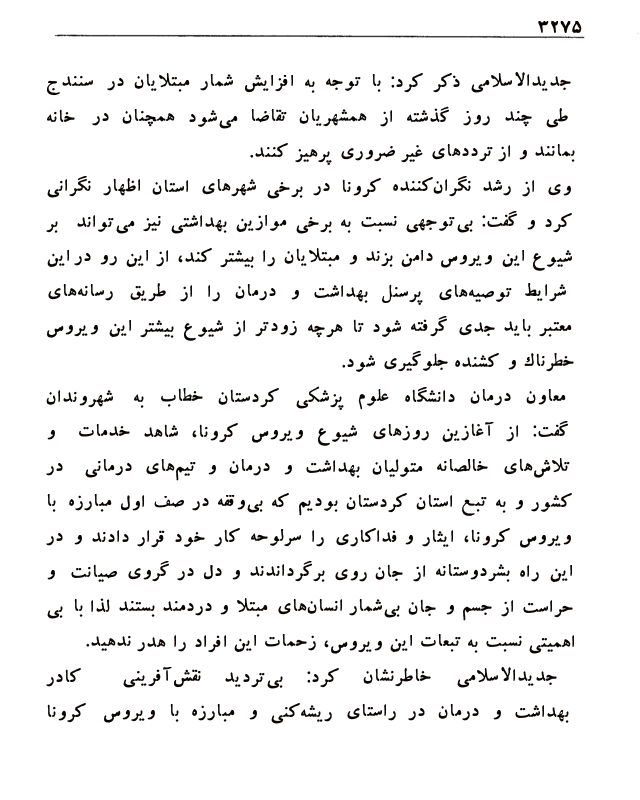 ۳۲۷۵
جدیدالاسلامی ذکر کرد: با توجه به افزایش شمار مبتلایان در سنندج
طی چند روز گذشته از همشهریان تقاضا می‌شود همچنان در خانه
بمانند و از ترددهای غیر ضروری پرهیز کنند.
وی از رشد نگران‌کننده کرونا در برخی شهرهای استان اظهار نگرانی
کرد و گفت: بی‌توجهی نسبت به برخی موازین بهداشتی نیز می‌تواند بر
شیوع این ویروس دامن بزند و مبتلایان را بیشتر کند، از این رو در این
شرایط توصیه‌های پرسنل بهداشت و درمان را از طریق رسانه‌های
معتبر باید جدی گرفته شود تا هرچه زودتر از شیوع بیشتر این ویروس
خطرناك و کشنده جلوگیری شود.
معاون درمان دانشگاه علوم پزشکی کردستان خطاب به شهروندان
گفت: از آغازین روزهای شیوع ویروس کرونا، شاهد خدمات و
تلاش‌های خالصانه متولیان بهداشت و درمان و تیم‌های درمانی در
کشور و به تبع استان کردستان بودیم که بی‌وقفه در صف اول مبارزه با
ویروس کرونا، ایثار و فداکاری را سرلوحه کار خود قرار دادند و در
این راه بشردوستانه از جان روی برگرداندند و دل در گروی صیانت و
حراست از جسم و جان بی‌شمار انسان‌های مبتلا و دردمند بستند لذا با بی
اهمیتی نسبت به تبعات این ویروس، زحمات این افراد را هدر ندهید.
جدیدالاسلامی خاطرنشان کرد: بی‌تردید نقش‌آفرینی کادر
بهداشت و درمان در راستای ریشه‌کنی و مبارزه با ویروس کرونا